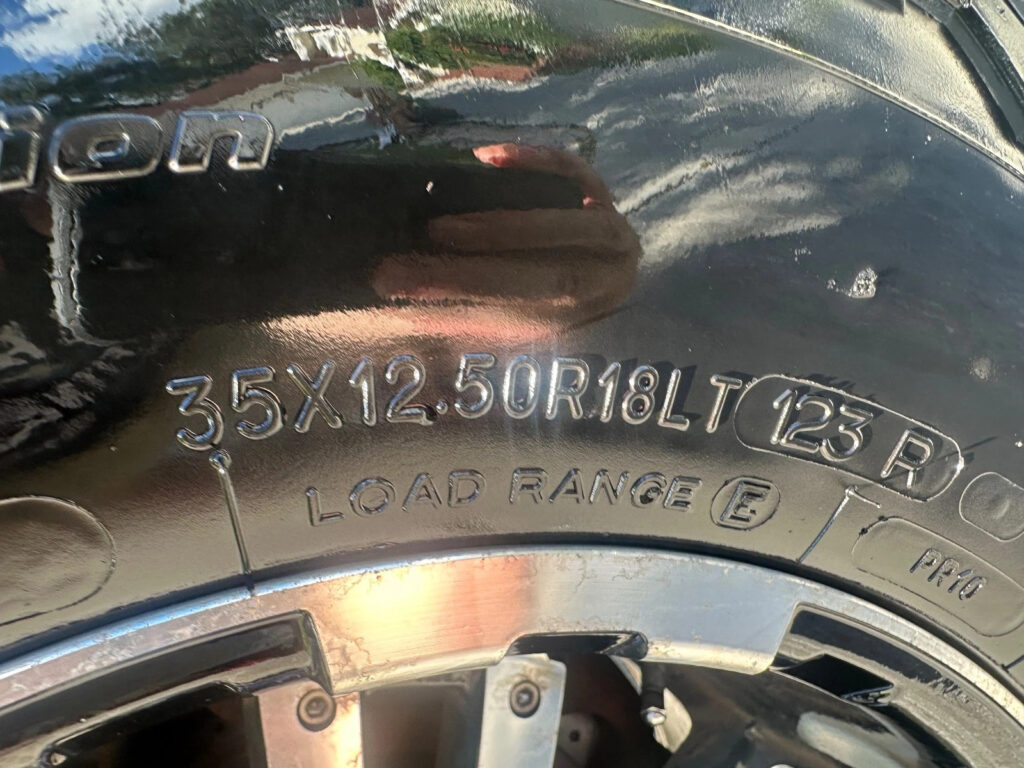 ion
35X12.50R18LT 123 R
LOAD RANGE E
PR10